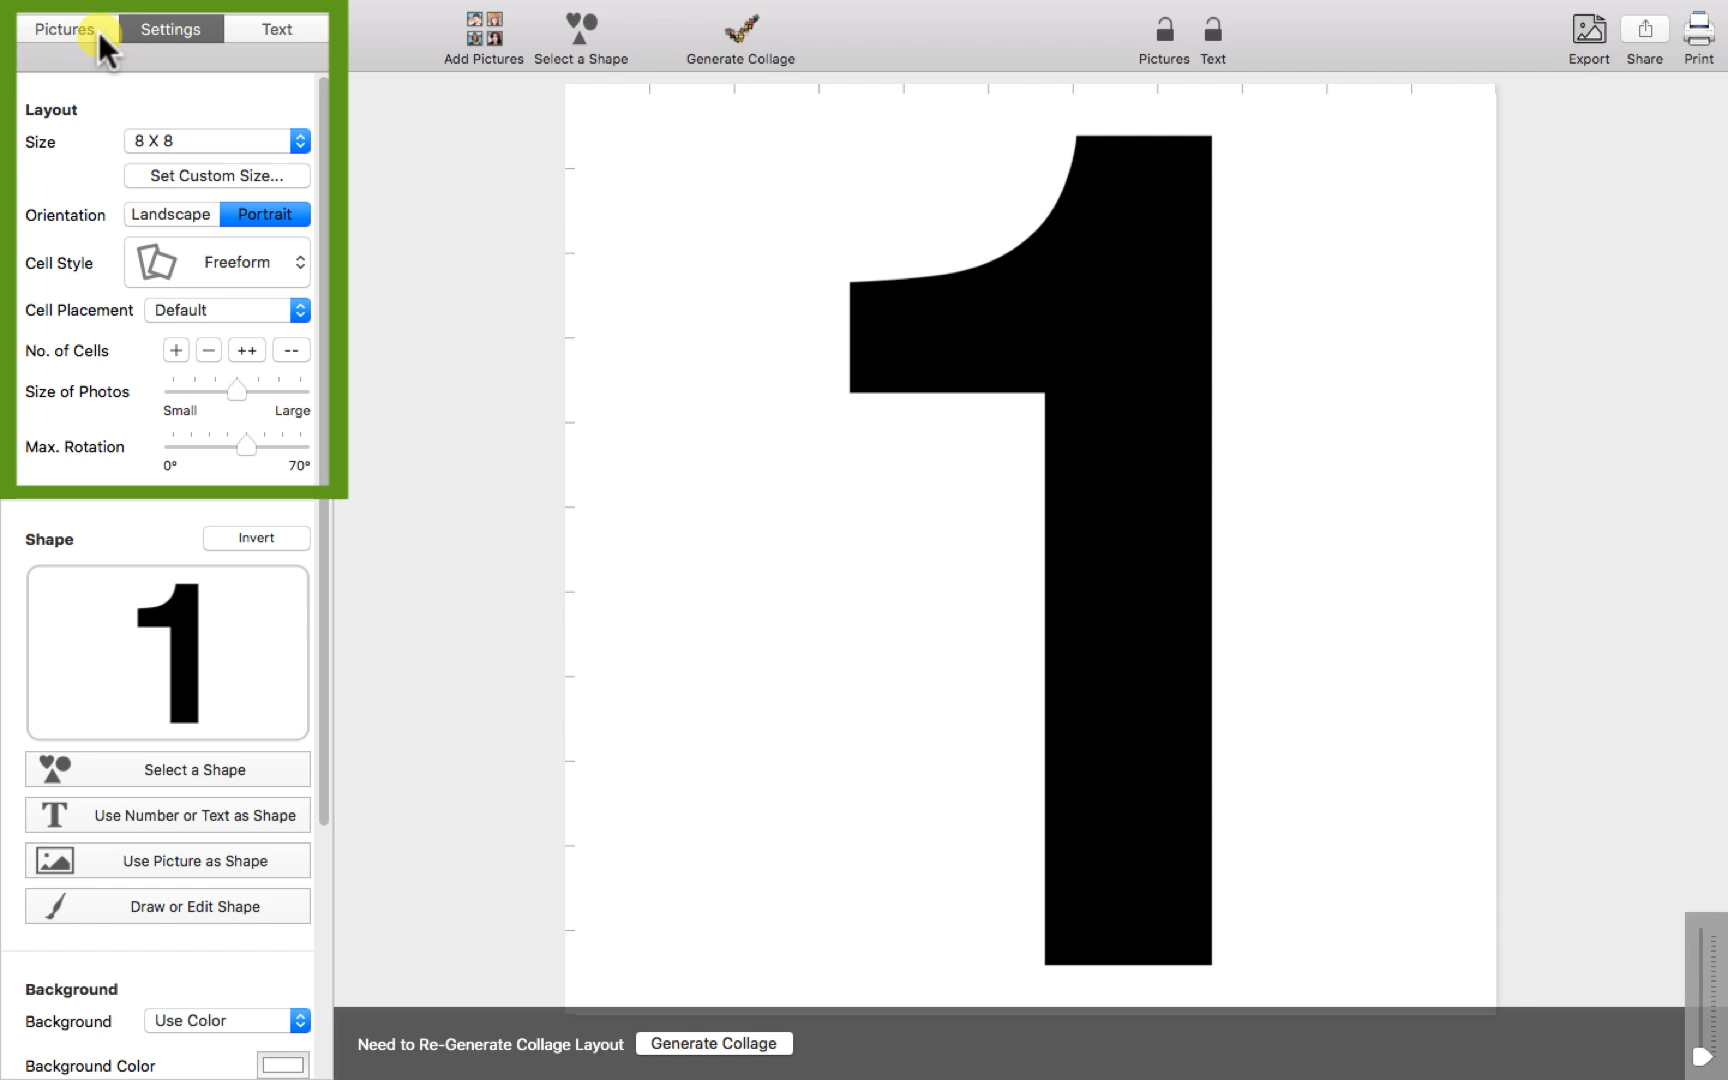 Pictures Settings Text
Add Pictures Select a Shape Generate Collage Pictures Text Export Share Print
Layout
Size 8 X 8
Set Custom Size...
Orientation Landscape Portrait
Cell Style Freeform
Cell Placement Default
No. of Cells + − ++ --
Size of Photos
Small Large
Max. Rotation
0° 70°
Shape Invert
1
1
Select a Shape
T Use Number or Text as Shape
Use Picture as Shape
Draw or Edit Shape
Background
Background Use Color
Background Color
Need to Re-Generate Collage Layout Generate Collage